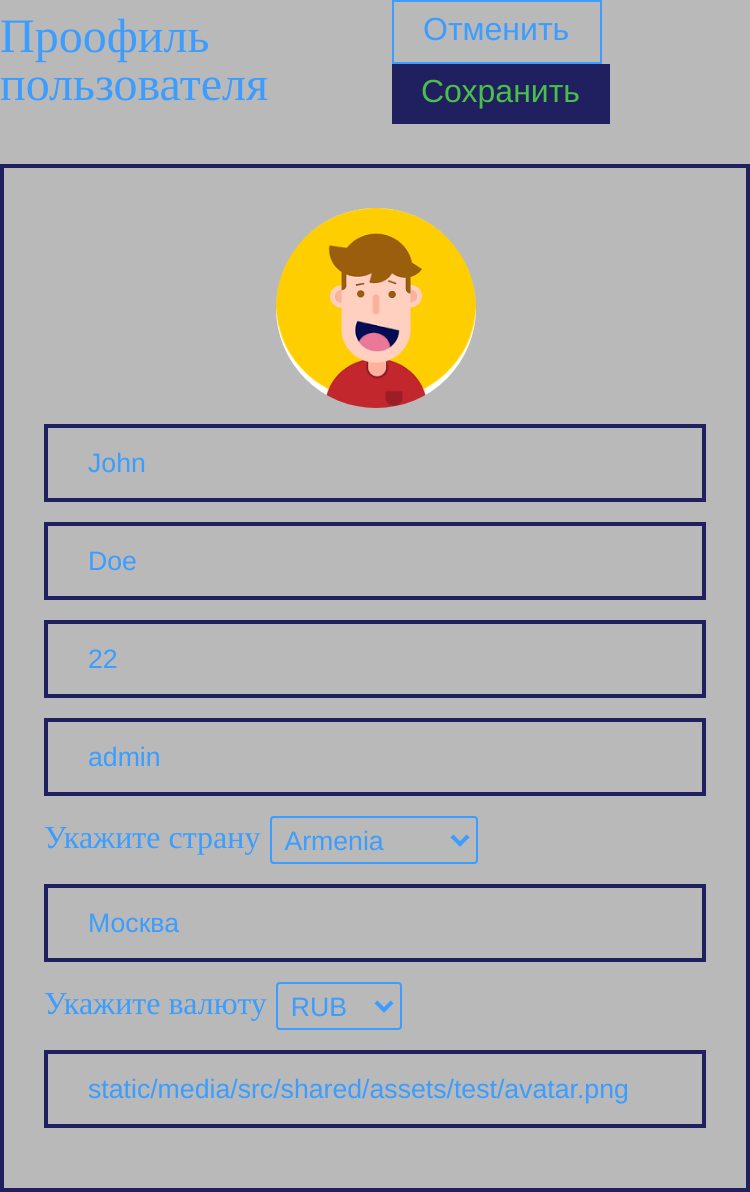 Проофиль
пользователя
Отменить
Сохранить
John
Doe
22
admin
Укажите страну Armenia
Москва
Укажите валюту RUB
static/media/src/shared/assets/test/avatar.png